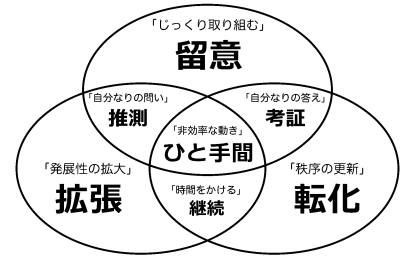 「じっくり取り組む」
留意
「自分なりの問い」
推測
「自分なりの答え」
考証
「非効率な動き」
ひと手間
「発展性の拡大」
拡張
「時間をかける」
継続
「秩序の更新」
転化